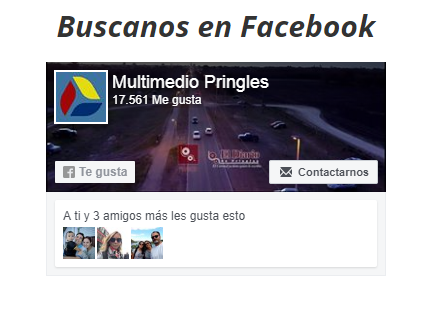 Buscanos en Facebook
Multimedio Pringles
17.561 Me gusta
El Diario
Te gusta
Contactarnos
A ti y 3 amigos más les gusta esto